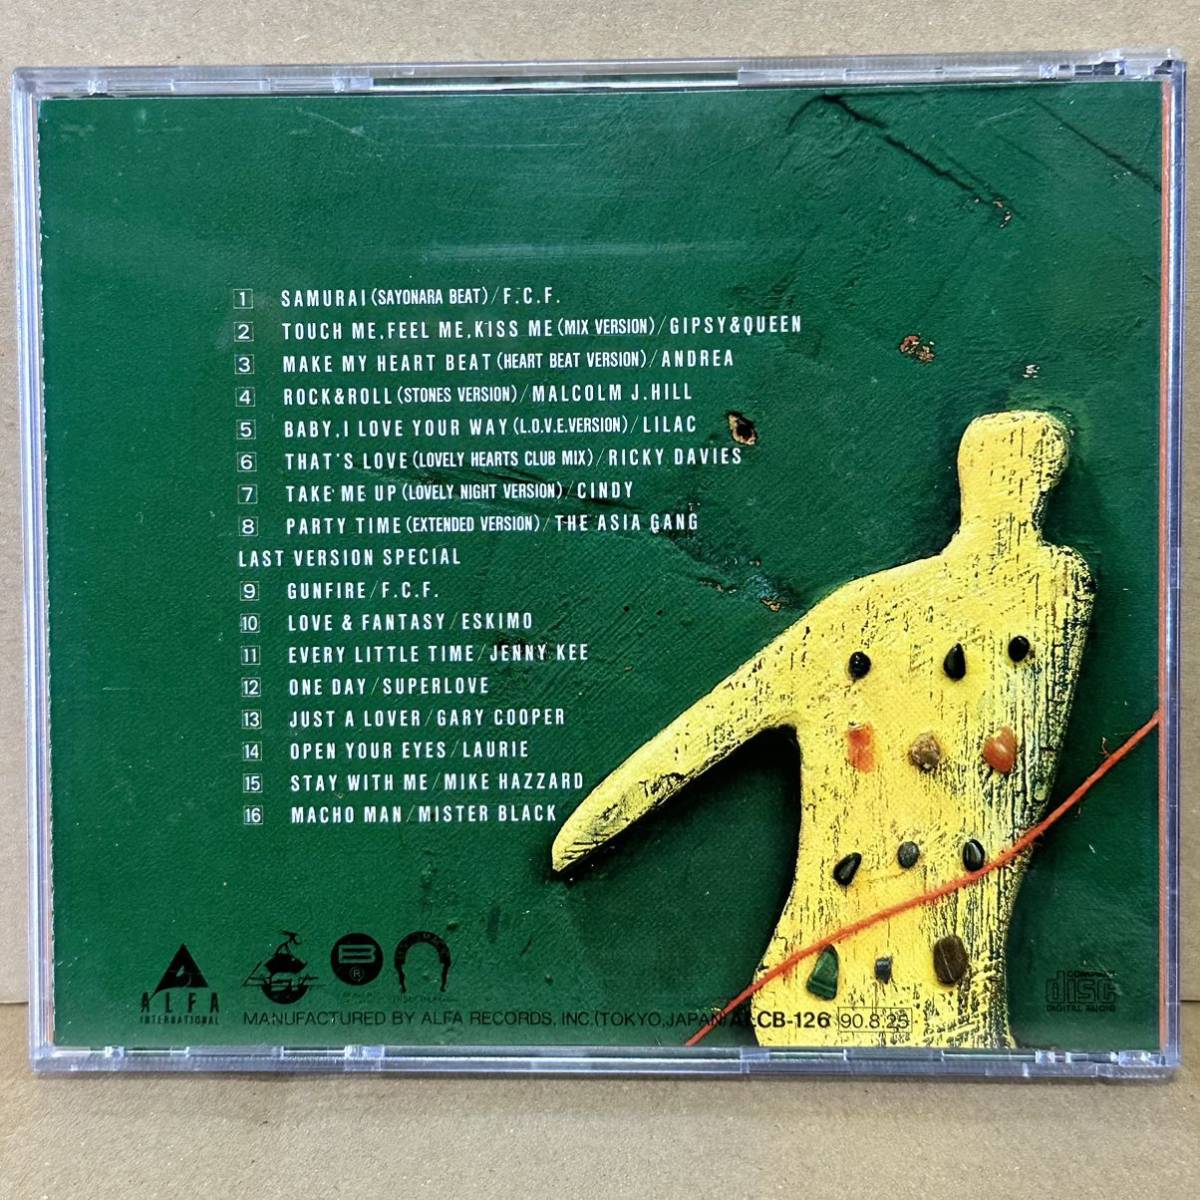 1 SAMURAI (SAYONARA BEAT)/F.C.F.
2 TOUCH ME,FEEL ME,KISS ME (MIX VERSION)/GIPSY&QUEEN
3 MAKE MY HEART BEAT (HEART BEAT VERSION)/ANDREA
4 ROCK&ROLL (STONES VERSION)/MALCOLM J.HILL
5 BABY,I LOVE YOUR WAY (L.O.V.E.VERSION)/LILAC
6 THAT'S LOVE (LOVELY HEARTS CLUB MIX)/RICKY DAVIES
7 TAKE ME UP (LOVELY NIGHT VERSION)/CINDY
8 PARTY TIME (EXTENDED VERSION)/THE ASIA GANG
LAST VERSION SPECIAL
9 GUNFIRE/F.C.F.
10 LOVE & FANTASY/ESKIMO
11 EVERY LITTLE TIME/JENNY KEE
12 ONE DAY/SUPERLOVE
13 JUST A LOVER/GARY COOPER
14 OPEN YOUR EYES/LAURIE
15 STAY WITH ME/MIKE HAZZARD
16 MACHO MAN/MISTER BLACK
ALFA
INTERNATIONAL
B
R
COMPACT
disc
DIGITAL AUDIO
MANUFACTURED BY ALFA RECORDS, INC.(TOKYO,JAPAN) ALCB-126 90.8.25